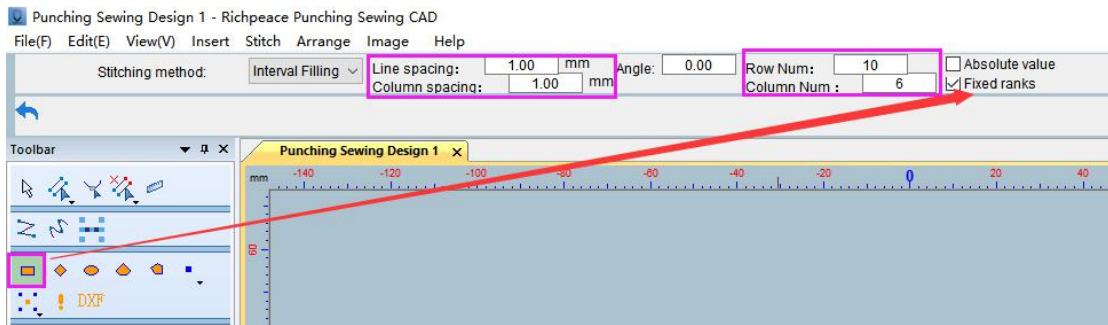 Punching Sewing Design 1 - Richpeace Punching Sewing CAD
File(F) Edit(E) View(V) Insert Stitch Arrange Image Help
Stitching method: Interval Filling Line spacing: 1.00 mm Angle: 0.00 Row Num: 10 Absolute value
Column spacing: 1.00 mm Column Num : 6 Fixed ranks
Toolbar Punching Sewing Design 1 x
mm -140 -120 -100 -80 -60 -40 -20 0 20 40
60
DXF